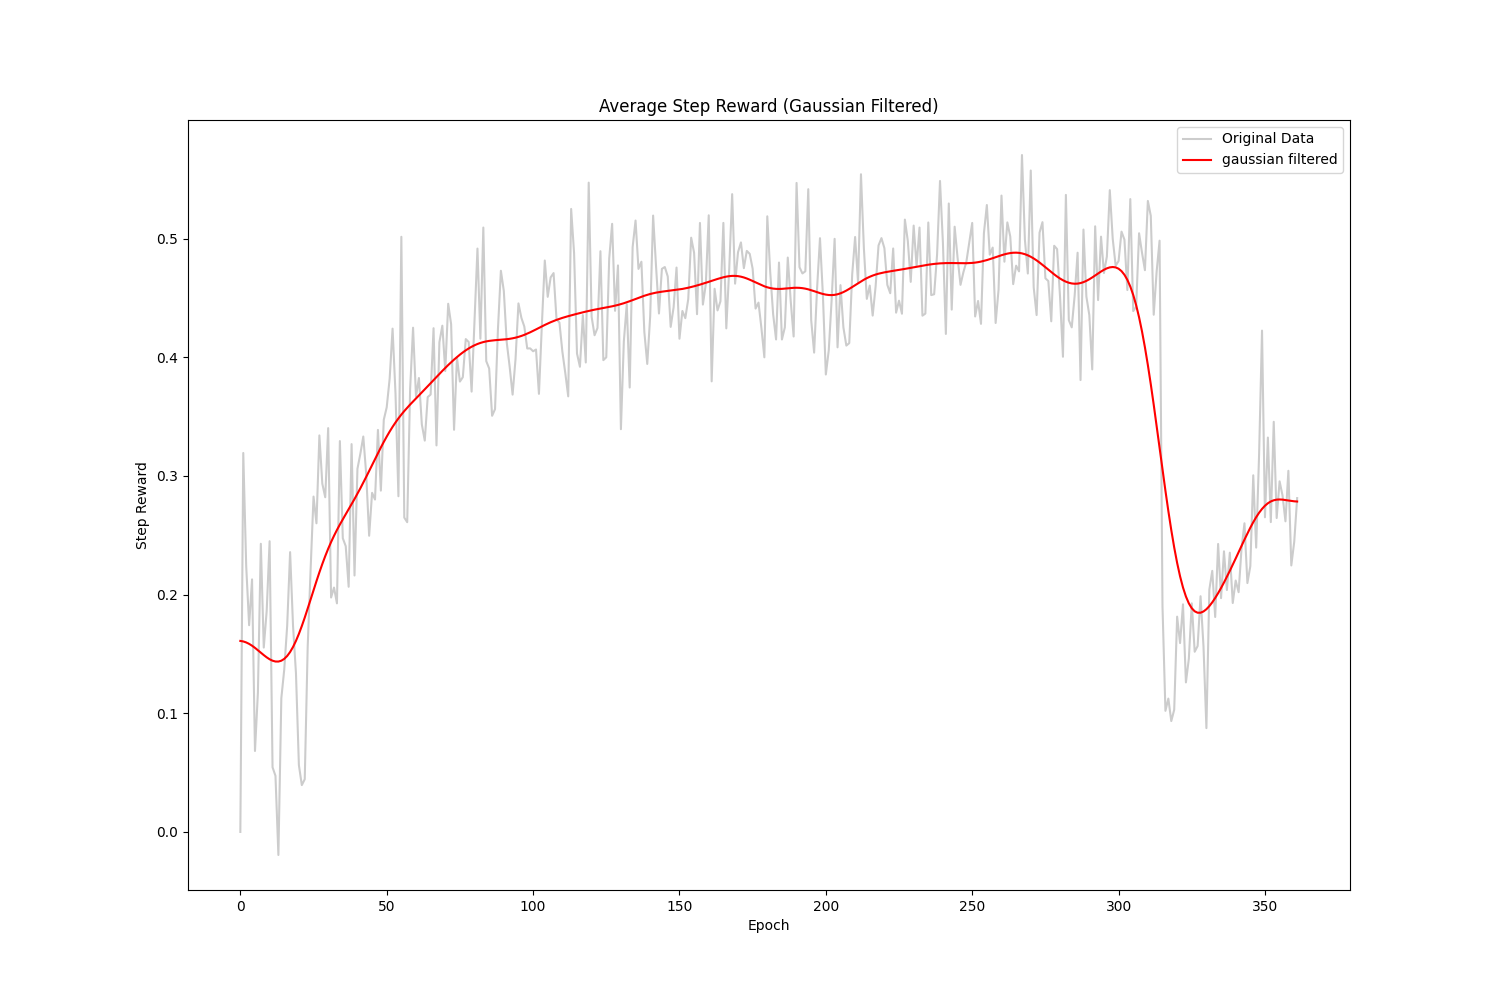 Average Step Reward (Gaussian Filtered)
Original Data
gaussian filtered
Step Reward
0.5
0.4
0.3
0.2
0.1
0.0
0 50 100 150 200 250 300 350
Epoch